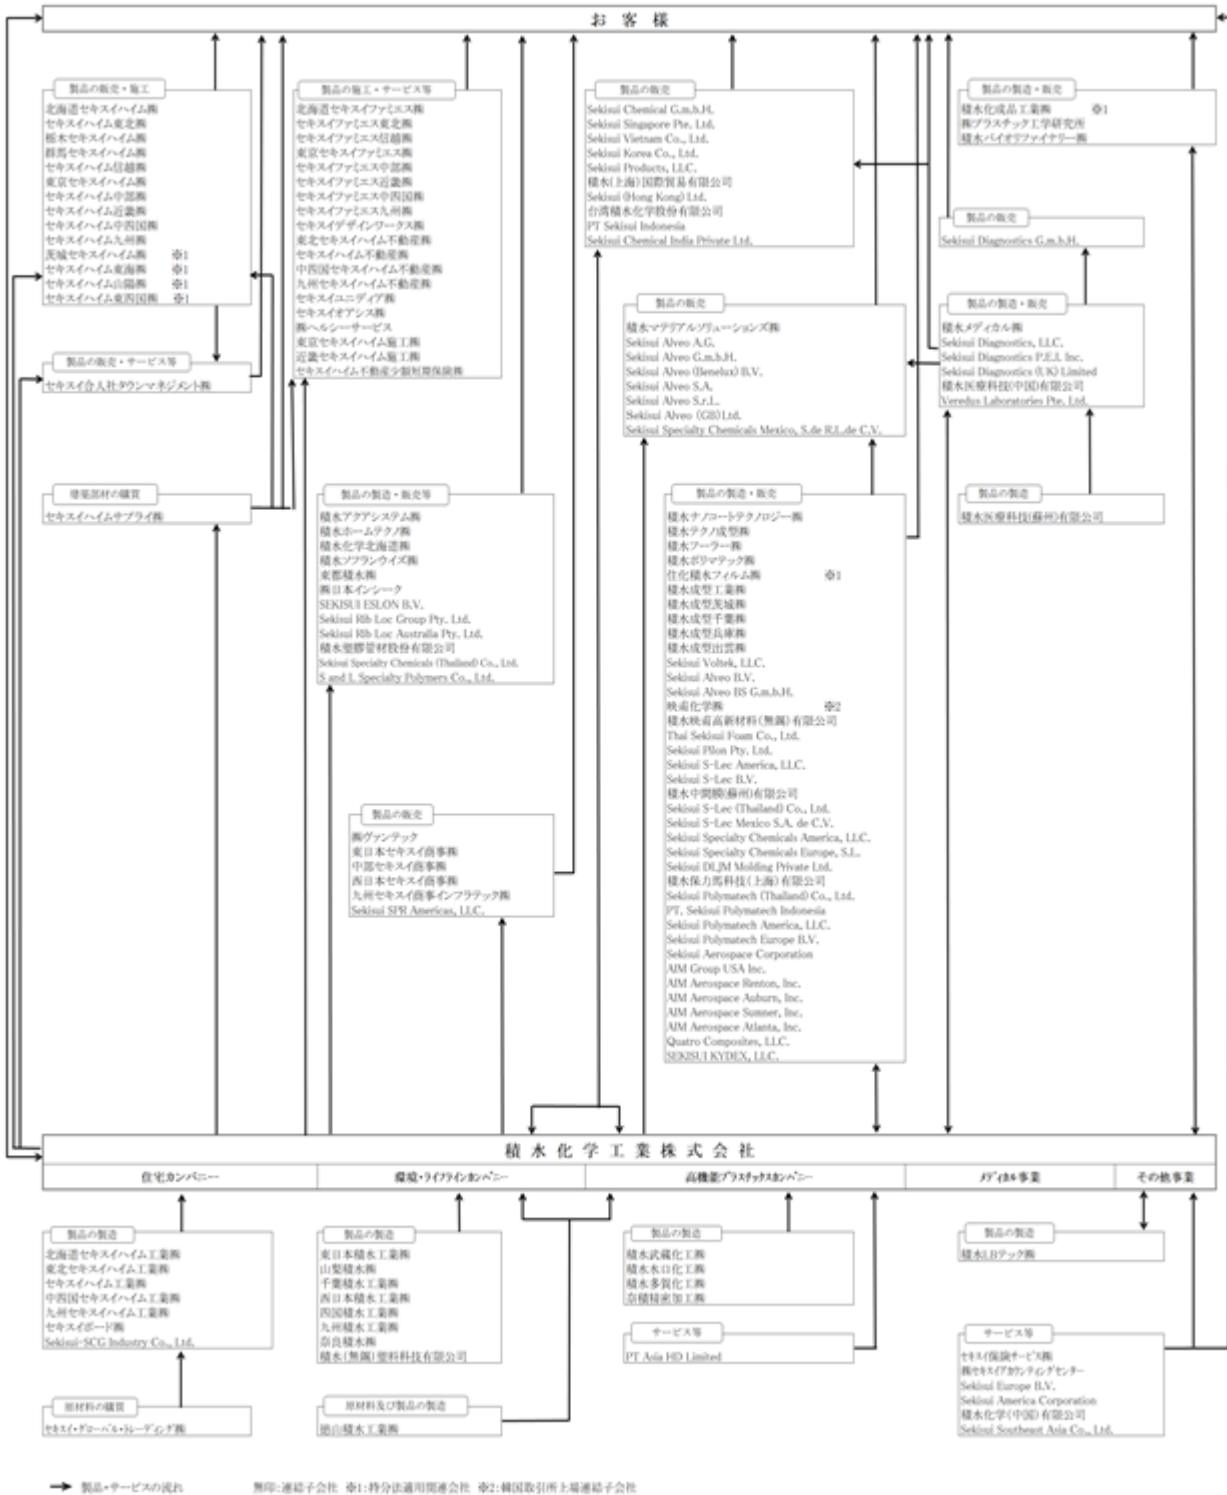 お客様
製品の販売・施工
北海道セキスイハイム㈱
セキスイハイム東北㈱
栃木セキスイハイム㈱
群馬セキスイハイム㈱
セキスイハイム信越㈱
東京セキスイハイム㈱
セキスイハイム中部㈱
セキスイハイム近畿㈱
セキスイハイム中四国㈱
セキスイハイム九州㈱
茨城セキスイハイム㈱ ※1
セキスイハイム東海㈱ ※1
セキスイハイム山陽㈱ ※1
セキスイハイム東四国㈱ ※1
製品の販売・サービス等
セキスイ合人社タウンマネジメント㈱
建築部材の購買
セキスイハイムサプライ㈱
製品の施工・サービス等
北海道セキスイファミエス㈱
セキスイファミエス東北㈱
セキスイファミエス信越㈱
東京セキスイファミエス㈱
セキスイファミエス中部㈱
セキスイファミエス近畿㈱
セキスイファミエス中四国㈱
セキスイファミエス九州㈱
セキスイデザインワークス㈱
東北セキスイハイム不動産㈱
セキスイハイム不動産㈱
中四国セキスイハイム不動産㈱
九州セキスイハイム不動産㈱
セキスイユニディア㈱
セキスイオアシス㈱
㈱ヘルシーサービス
東京セキスイハイム施工㈱
近畿セキスイハイム施工㈱
セキスイハイム不動産少額短期保険㈱
製品の製造・販売等
積水アクアシステム㈱
積水ホームテクノ㈱
積水化学北海道㈱
積水ソフランウイズ㈱
東都積水㈱
㈱日本インシーク
SEKISUI ESLON B.V.
Sekisui Rib Loc Group Pty. Ltd.
Sekisui Rib Loc Australia Pty. Ltd.
積水塑膠管材股份有限公司
Sekisui Specialty Chemicals (Thailand) Co., Ltd.
S and L Specialty Polymers Co., Ltd.
製品の販売
㈱ヴァンテック
東日本セキスイ商事㈱
中部セキスイ商事㈱
西日本セキスイ商事㈱
九州セキスイ商事インフラテック㈱
Sekisui SPR Americas, LLC.
製品の販売
Sekisui Chemical G.m.b.H.
Sekisui Singapore Pte. Ltd.
Sekisui Vietnam Co., Ltd.
Sekisui Korea Co., Ltd.
Sekisui Products, LLC.
積水(上海)国際貿易有限公司
Sekisui (Hong Kong) Ltd.
台湾積水化学股份有限公司
PT Sekisui Indonesia
Sekisui Chemical India Private Ltd.
製品の販売
積水マテリアルソリューションズ㈱
Sekisui Alveo A.G.
Sekisui Alveo G.m.b.H.
Sekisui Alveo (Benelux) B.V.
Sekisui Alveo S.A.
Sekisui Alveo S.r.L.
Sekisui Alveo (GB)Ltd.
Sekisui Specialty Chemicals Mexico, S.de R.L.de C.V.
製品の製造・販売
積水ナノコートテクノロジー㈱
積水テクノ成型㈱
積水フーラー㈱
積水ポリマテック㈱
住化積水フィルム㈱ ※1
積水成型工業㈱
積水成型茨城㈱
積水成型千葉㈱
積水成型兵庫㈱
積水成型出雲㈱
Sekisui Voltek, LLC.
Sekisui Alveo B.V.
Sekisui Alveo BS G.m.b.H.
映甫化学㈱ ※2
積水映甫高新材料(無錫)有限公司
Thai Sekisui Foam Co., Ltd.
Sekisui Pilon Pty. Ltd.
Sekisui S-Lec America, LLC.
Sekisui S-Lec B.V.
積水中間膜(蘇州)有限公司
Sekisui S-Lec (Thailand) Co., Ltd.
Sekisui S-Lec Mexico S.A. de C.V.
Sekisui Specialty Chemicals America, LLC.
Sekisui Specialty Chemicals Europe, S.L.
Sekisui DLJM Molding Private Ltd.
積水保力馬科技(上海)有限公司
Sekisui Polymatech (Thailand) Co., Ltd.
PT. Sekisui Polymatech Indonesia
Sekisui Polymatech America, LLC.
Sekisui Polymatech Europe B.V.
Sekisui Aerospace Corporation
AIM Group USA Inc.
AIM Aerospace Renton, Inc.
AIM Aerospace Auburn, Inc.
AIM Aerospace Sumner, Inc.
AIM Aerospace Atlanta, Inc.
Quatro Composites, LLC.
SEKISUI KYDEX, LLC.
製品の製造・販売
積水化成品工業㈱ ※1
㈱プラスチック工学研究所
積水バイオリファイナリー㈱
製品の販売
Sekisui Diagnostics G.m.b.H.
製品の製造・販売
積水メディカル㈱
Sekisui Diagnostics, LLC.
Sekisui Diagnostics P.E.I. Inc.
Sekisui Diagnostics (UK) Limited
積水医療科技(中国)有限公司
Veredus Laboratories Pte. Ltd.
製品の製造
積水医療科技(蘇州)有限公司
積水化学工業株式会社
住宅カンパニー
環境・ライフラインカンパニー
高機能プラスチックスカンパニー
メディカル事業
その他事業
製品の製造
北海道セキスイハイム工業㈱
東北セキスイハイム工業㈱
セキスイハイム工業㈱
中四国セキスイハイム工業㈱
九州セキスイハイム工業㈱
セキスイボード㈱
Sekisui-SCG Industry Co., Ltd.
原材料の購買
セキスイ・グローバル・トレーディング㈱
製品の製造
東日本積水工業㈱
山梨積水㈱
千葉積水工業㈱
西日本積水工業㈱
四国積水工業㈱
九州積水工業㈱
奈良積水㈱
積水(無錫)塑料科技有限公司
原材料及び製品の製造
徳山積水工業㈱
製品の製造
積水武蔵化工㈱
積水水口化工㈱
積水多賀化工㈱
奈積精密加工㈱
サービス等
PT Asia HD Limited
製品の製造
積水LBテック㈱
サービス等
セキスイ保険サービス㈱
㈱セキスイアカウンティングセンター
Sekisui Europe B.V.
Sekisui America Corporation
積水化学(中国)有限公司
Sekisui Southeast Asia Co., Ltd.
製品・サービスの流れ
無印:連結子会社 ※1:持分法適用関連会社 ※2:韓国取引所上場連結子会社